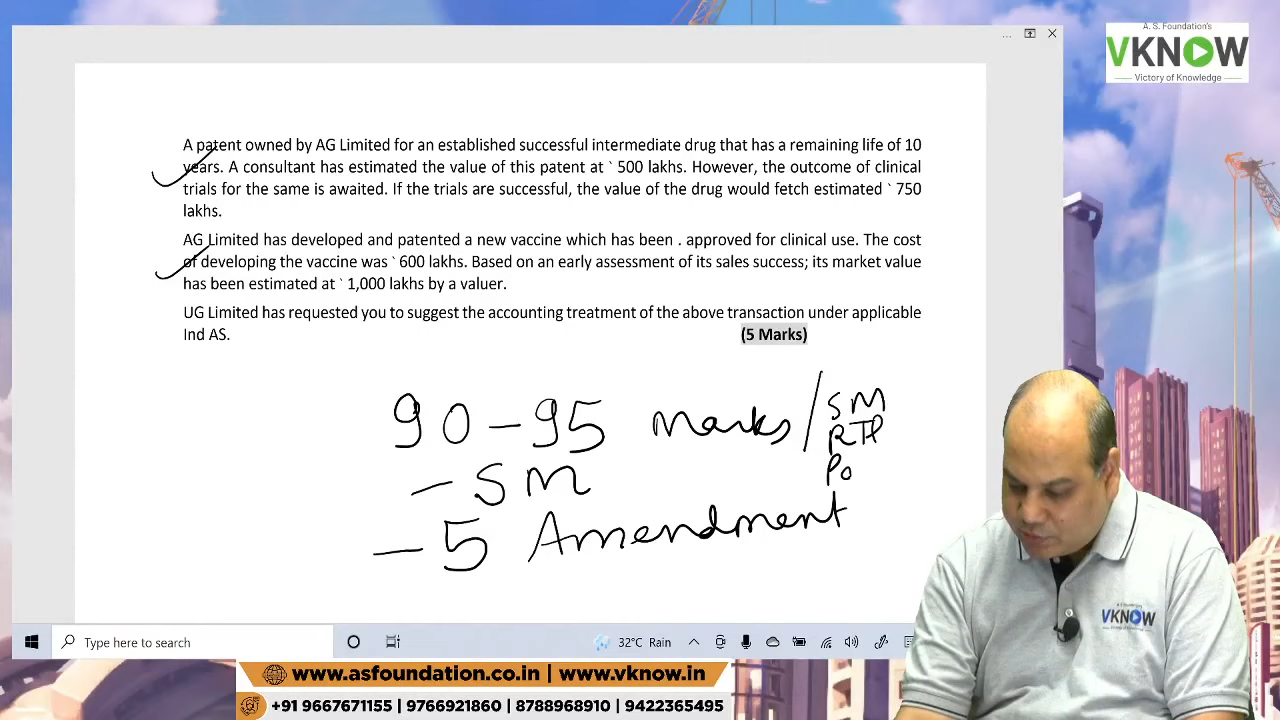 A. S. Foundation's
VKNOW
Victory of Knowledge
A patent owned by AG Limited for an established successful intermediate drug that has a remaining life of 10
years. A consultant has estimated the value of this patent at ` 500 lakhs. However, the outcome of clinical
trials for the same is awaited. If the trials are successful, the value of the drug would fetch estimated ` 750
lakhs.
AG Limited has developed and patented a new vaccine which has been . approved for clinical use. The cost
of developing the vaccine was ` 600 lakhs. Based on an early assessment of its sales success; its market value
has been estimated at ` 1,000 lakhs by a valuer.
UG Limited has requested you to suggest the accounting treatment of the above transaction under applicable
Ind AS. (5 Marks)
90-95 Marks / SM
RTP
- SM
- 5 Amendment
VKNOW
Type here to search
32°C Rain
www.asfoundation.co.in | www.vknow.in
+91 9667671155 | 9766921860 | 8788968910 | 9422365495